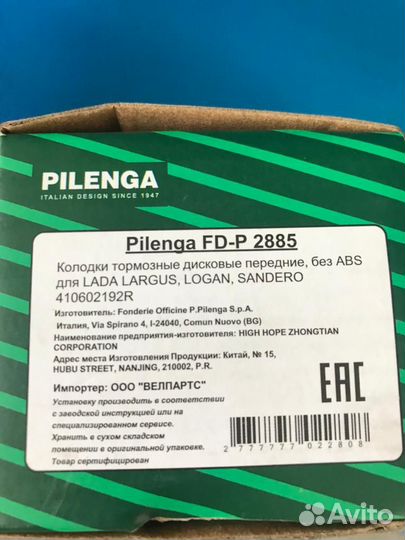 PILENGA
ITALIAN DESIGN SINCE 1947
Pilenga FD-P 2885
Колодки тормозные дисковые передние, без ABS
для LADA LARGUS, LOGAN, SANDERO
410602192R
Изготовитель: Fonderie Officine P.Pilenga S.p.A.
Италия, Via Spirano 4, I-24040, Comun Nuovo (BG)
Наименование предприятия-изготовителя: HIGH HOPE ZHONGTIAN
CORPORATION
Адрес места Изготовления Продукции: Китай, № 15,
HUBU STREET, NANJING, 210002, P.R.
Импортер: ООО "ВЕЛПАРТС"
Установку производить в соответствии
с заводской инструкцией или на
специализированном сервисе.
Хранить в сухом складском
помещении в оригинальной упаковке.
Товар сертифицирован
EAC
2 777777 022808
Avito